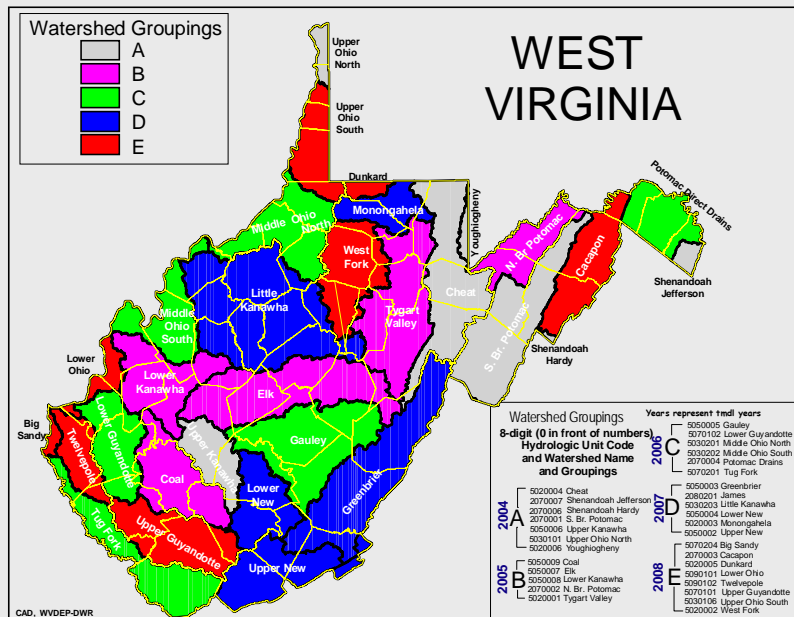 Watershed Groupings
A
B
C
D
E
WEST
VIRGINIA
Upper
Ohio
North
Upper
Ohio
South
Dunkard
Monongahela
Youghiogheny
Potomac Direct Drains
Middle Ohio
North
West
Fork
N. Br. Potomac
Cacapon
Shenandoah
Jefferson
Little
Kanawha
Cheat
Tygart
Valley
S. Br. Potomac
Middle
Ohio
South
Shenandoah
Hardy
Lower
Ohio
Lower
Kanawha
Elk
Big
Sandy
Twelvepole
Lower Guyandotte
Upper Kanawha
Gauley
Coal
Greenbrier
Lower
New
Tug Fork
Upper Guyandotte
Upper New
CAD, WVDEP-DWR
Watershed Groupings
8-digit (0 in front of numbers)
Hydrologic Unit Code
and Watershed Name
and Groupings
2004
A
5020004 Cheat
2070007 Shenandoah Jefferson
2070006 Shenandoah Hardy
2070001 S. Br. Potomac
5050006 Upper Kanawha
5030101 Upper Ohio North
5020006 Youghiogheny
2005
B
5050009 Coal
5050007 Elk
5050008 Lower Kanawha
2070002 N. Br. Potomac
5020001 Tygart Valley
Years represent tmdl years
2006
C
5050005 Gauley
5070102 Lower Guyandotte
5030201 Middle Ohio North
5030202 Middle Ohio South
2070004 Potomac Drains
5070201 Tug Fork
2007
D
5050003 Greenbrier
2080201 James
5030203 Little Kanawha
5050004 Lower New
5020003 Monongahela
5050002 Upper New
2008
E
5070204 Big Sandy
2070003 Cacapon
5020005 Dunkard
5090101 Lower Ohio
5090102 Twelvepole
5070101 Upper Guyandotte
5030106 Upper Ohio South
5020002 West Fork